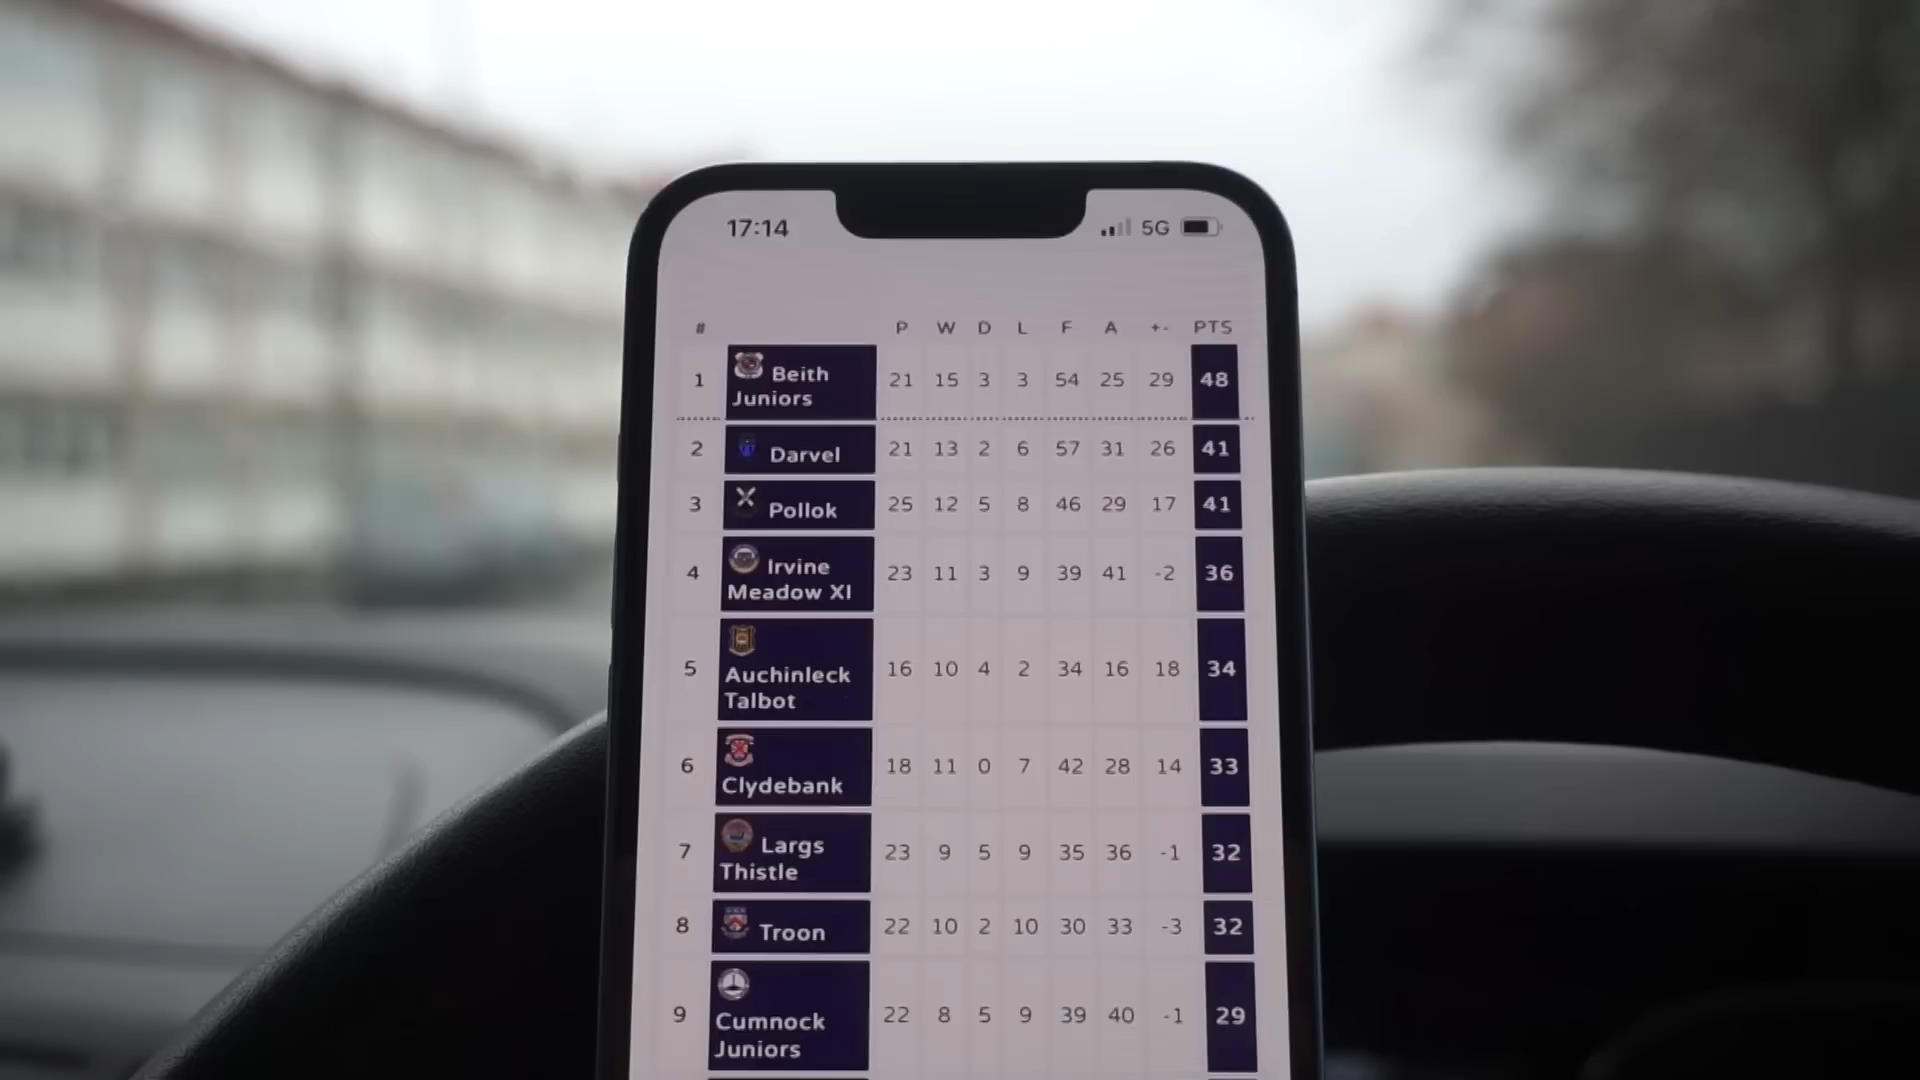 17:14 5G
# P W D L F A +- PTS
1 Beith Juniors 21 15 3 3 54 25 29 48
2 Darvel 21 13 2 6 57 31 26 41
3 Pollok 25 12 5 8 46 29 17 41
4 Irvine Meadow XI 23 11 3 9 39 41 -2 36
5 Auchinleck Talbot 16 10 4 2 34 16 18 34
6 Clydebank 18 11 0 7 42 28 14 33
7 Largs Thistle 23 9 5 9 35 36 -1 32
8 Troon 22 10 2 10 30 33 -3 32
9 Cumnock Juniors 22 8 5 9 39 40 -1 29